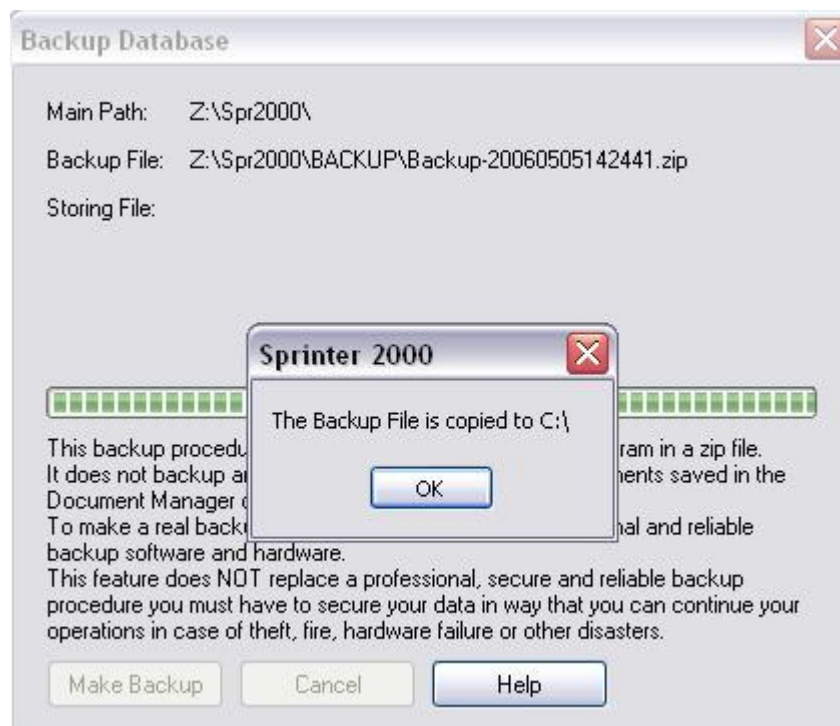 Backup Database
Main Path: Z:\Spr2000\
Backup File: Z:\Spr2000\BACKUP\Backup-20060505142441.zip
Storing File:
Sprinter 2000
The Backup File is copied to C:\
OK
This backup ram in a zip file.
It does not backup ments saved in the
Document Manager
To make a real and reliable
backup software and hardware.
This feature does NOT replace a professional, secure and reliable backup
procedure you must have to secure your data in way that you can continue your
operations in case of theft, fire, hardware failure or other disasters.
Make Backup Cancel Help